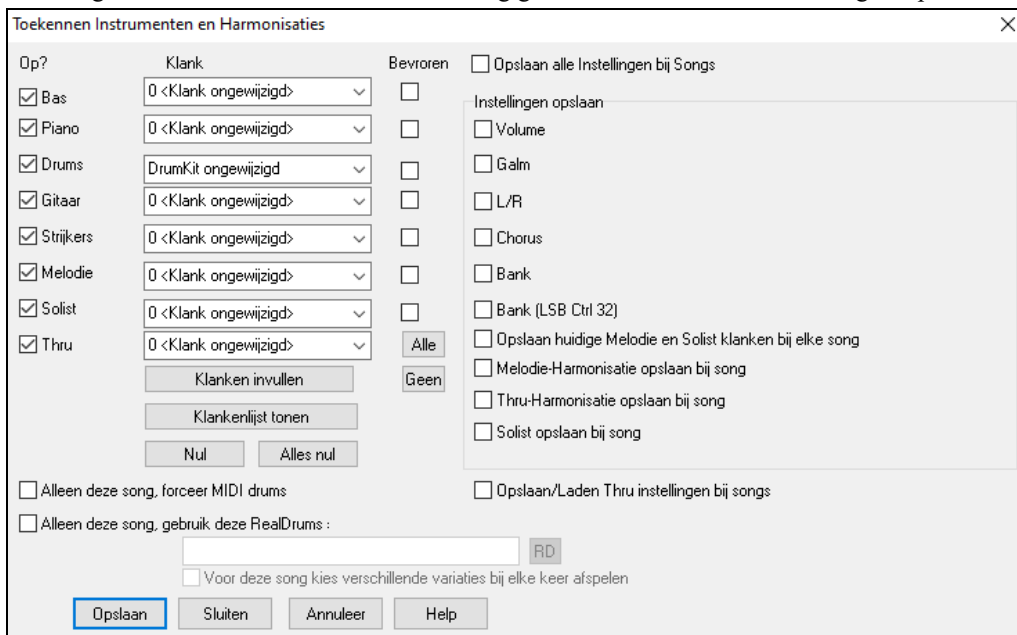 Toekennen Instrumenten en Harmonisaties
Op? Klank Bevroren Opslaan alle Instellingen bij Songs
Bas 0 <Klank ongewijzigd>
Instellingen opslaan
Piano 0 <Klank ongewijzigd> Volume
Drums DrumKit ongewijzigd Galm
Gitaar 0 <Klank ongewijzigd> L/R
Strijkers 0 <Klank ongewijzigd> Chorus
Melodie 0 <Klank ongewijzigd> Bank
Solist 0 <Klank ongewijzigd> Bank (LSB Ctrl 32)
Thru 0 <Klank ongewijzigd> Alle Opslaan huidige Melodie en Solist klanken bij elke song
Klanken invullen Geen Melodie-Harmonisatie opslaan bij song
Klankenlijst tonen Thru-Harmonisatie opslaan bij song
Nul Alles nul Solist opslaan bij song
Alleen deze song, forceer MIDI drums Opslaan/Laden Thru instellingen bij songs
Alleen deze song, gebruik deze RealDrums :
RD
Voor deze song kies verschillende variaties bij elke keer afspelen
Opslaan Sluiten Annuleer Help